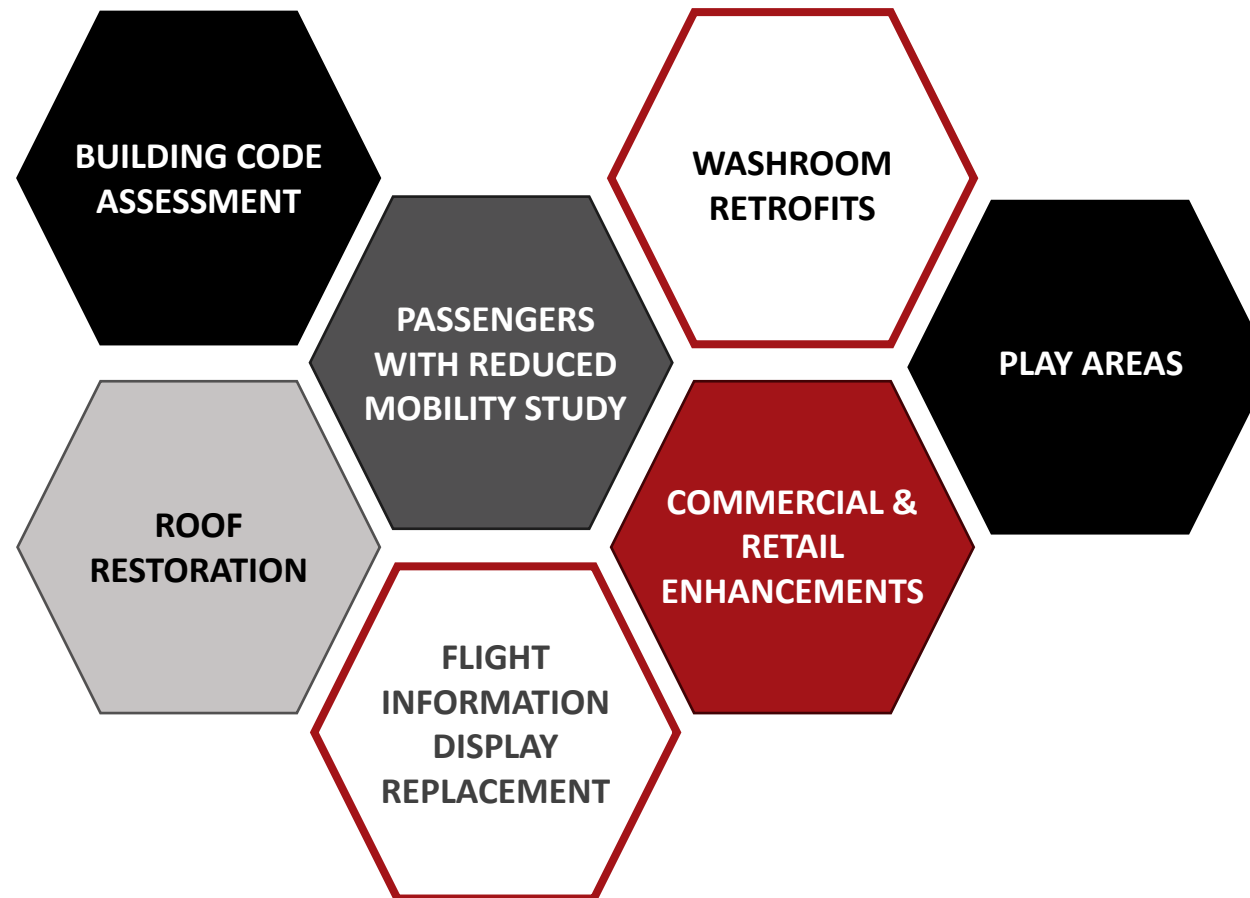 BUILDING CODE
ASSESSMENT
WASHROOM
RETROFITS
PASSENGERS
WITH REDUCED
MOBILITY STUDY
PLAY AREAS
ROOF
RESTORATION
COMMERCIAL &
RETAIL
ENHANCEMENTS
FLIGHT
INFORMATION
DISPLAY
REPLACEMENT